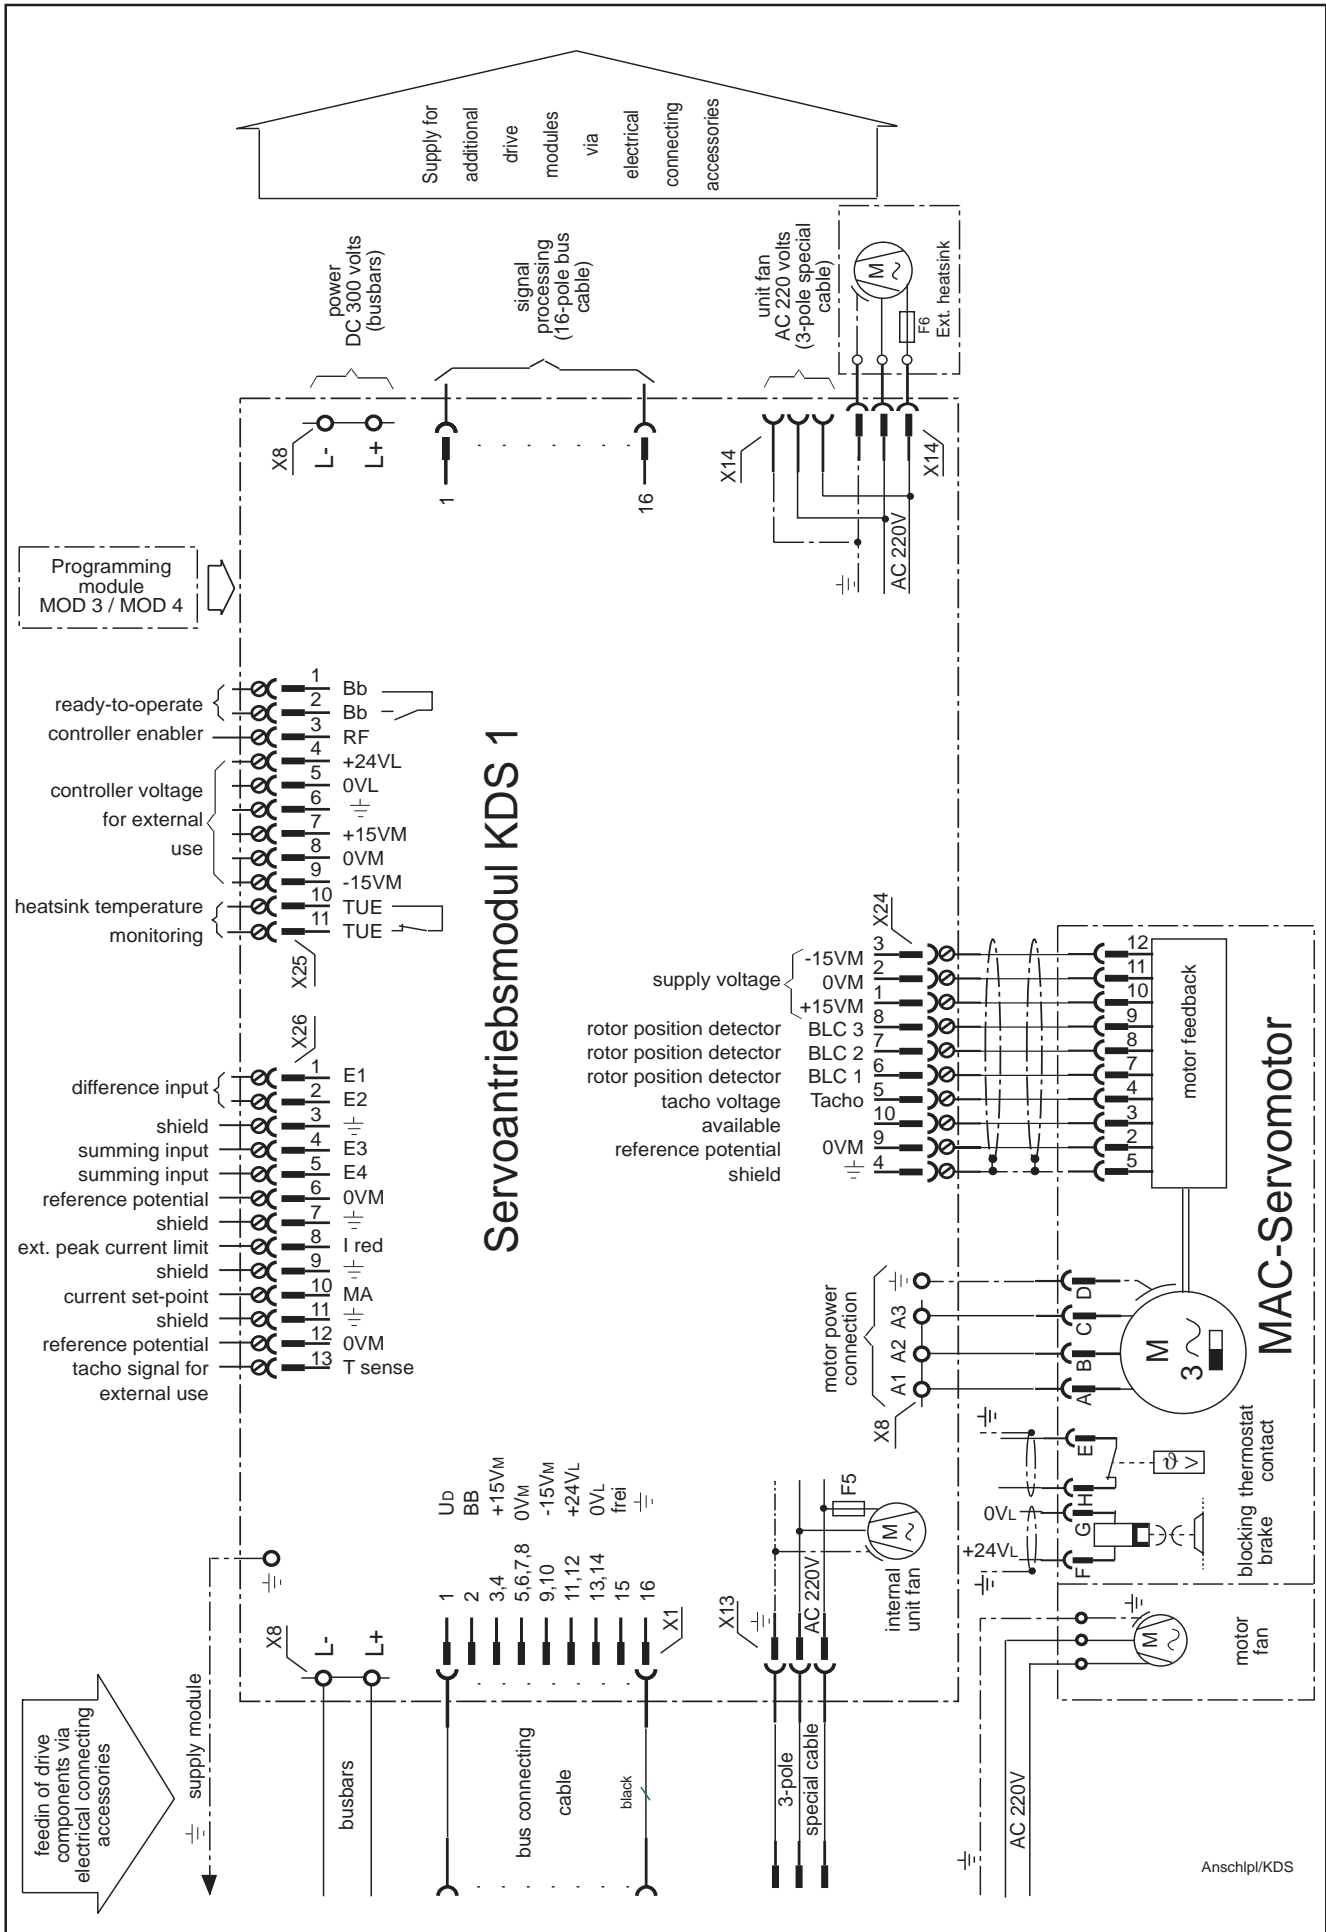 Supply for
additional
drive
modules
via
electrical
connecting
accessories
power
DC 300 volts
(busbars)
signal
processing
(16-pole bus
cable)
unit fan
AC 220 volts
(3-pole special
cable)
M
F6
Ext. heatsink
X8
L-
L+
1
16
X14
X14
AC 220V
Programming
module
MOD 3 / MOD 4
ready-to-operate
controller enabler
controller voltage
for external
use
heatsink temperature
monitoring
1 Bb
2 Bb
3 RF
4 +24VL
5 0VL
6
7 +15VM
8 0VM
9 -15VM
10 TUE
11 TUE
X25
X26
difference input
1 E1
2 E2
shield 3
summing input 4 E3
summing input 5 E4
reference potential 6 0VM
shield 7
ext. peak current limit 8 I red
shield 9
current set-point 10 MA
shield 11
reference potential 12 0VM
tacho signal for 13 T sense
external use
Servoantriebsmodul KDS 1
X24
supply voltage
-15VM 3 12
0VM 2 11
+15VM 1 10
rotor position detector BLC 3 8 9
rotor position detector BLC 2 7 8
rotor position detector BLC 1 6 7
tacho voltage Tacho 5 4
available 10 3
reference potential 0VM 9 2
shield 4 5
motor feedback
MAC-Servomotor
motor power
connection
A3
A2
A1
X8
D
C
B
A
M
3
E
H
G
F
0VL
+24VL
ϑ >
thermostat
contact
blocking
brake
M
motor
fan
AC 220V
UD
BB
+15VM
0VM
-15VM
+24VL
0VL
frei
1
2
3,4
5,6,7,8
9,10
11,12
13,14
15
16
X1
X13
AC 220V
F5
M
internal
unit fan
X8
L-
L+
feedin of drive
components via
electrical connecting
accessories
supply module
busbars
bus connecting
cable
black
3-pole
special cable
Anschlpl/KDS